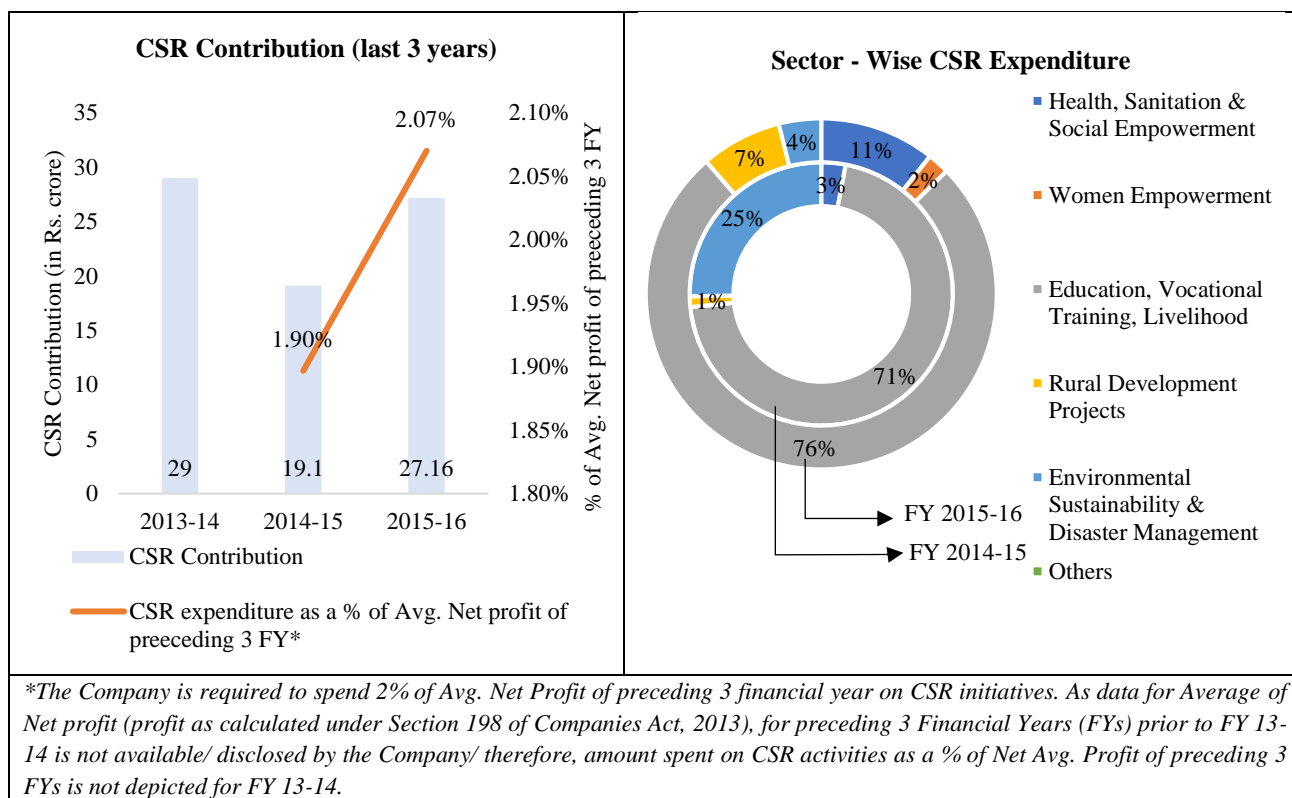 CSR Contribution (last 3 years)
CSR Contribution (in Rs. crore)
35
30
25
20
15
10
5
0
29
19.1
27.16
1.90%
2.07%
2.10%
2.05%
2.00%
1.95%
1.90%
1.85%
1.80%
% of Avg. Net profit of preceeding 3 FY
2013-14
2014-15
2015-16
CSR Contribution
CSR expenditure as a % of Avg. Net profit of
preeceding 3 FY*
Sector - Wise CSR Expenditure
4%
11%
7%
3%
2%
25%
1%
71%
76%
FY 2015-16
FY 2014-15
Health, Sanitation &
Social Empowerment
Women Empowerment
Education, Vocational
Training, Livelihood
Rural Development
Projects
Environmental
Sustainability &
Disaster Management
Others
*The Company is required to spend 2% of Avg. Net Profit of preceding 3 financial year on CSR initiatives. As data for Average of
Net profit (profit as calculated under Section 198 of Companies Act, 2013), for preceding 3 Financial Years (FYs) prior to FY 13-
14 is not available/ disclosed by the Company/ therefore, amount spent on CSR activities as a % of Net Avg. Profit of preceding 3
FYs is not depicted for FY 13-14.